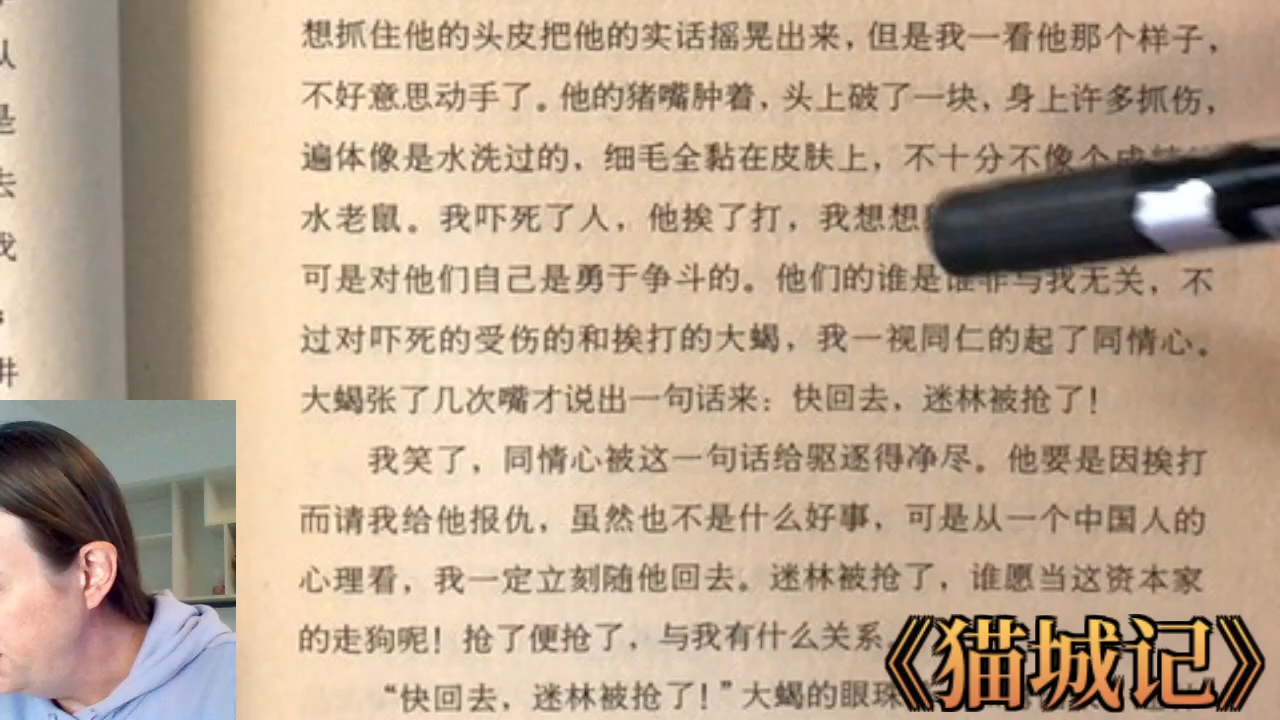 想抓住他的头皮把他的实话摇晃出来，但是我一看他那个样子，
不好意思动手了。他的猪嘴肿着，头上破了一块，身上许多抓伤，
遍体像是水洗过的，细毛全黏在皮肤上，不十分不像个成
水老鼠。我吓死了人，他挨了打，我想想
可是对他们自己是勇于争斗的。他们的谁是谁非与我无关，不
过对吓死的受伤的和挨打的大蝎，我一视同仁的起了同情心。
大蝎张了几次嘴才说出一句话来：快回去，迷林被抢了！
我笑了，同情心被这一句话给驱逐得净尽。他要是因挨打
而请我给他报仇，虽然也不是什么好事，可是从一个中国人的
心理看，我一定立刻随他回去。迷林被抢了，谁愿当这资本家
的走狗呢！抢了便抢了，与我有什么关系
“快回去，迷林被抢了！”大蝎的眼珠
《猫城记》
从
是
去
我